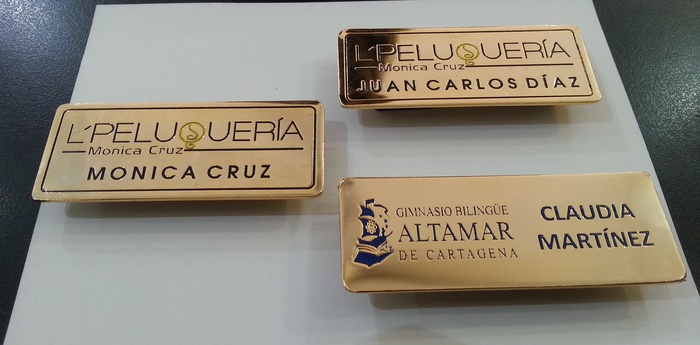 L'PELUQUERÍA
Monica Cruz
MONICA CRUZ
L'PELUQUERÍA
Monica Cruz
JUAN CARLOS DÍAZ
GIMNASIO BILINGÜE
ALTAMAR
DE CARTAGENA
CLAUDIA
MARTÍNEZ